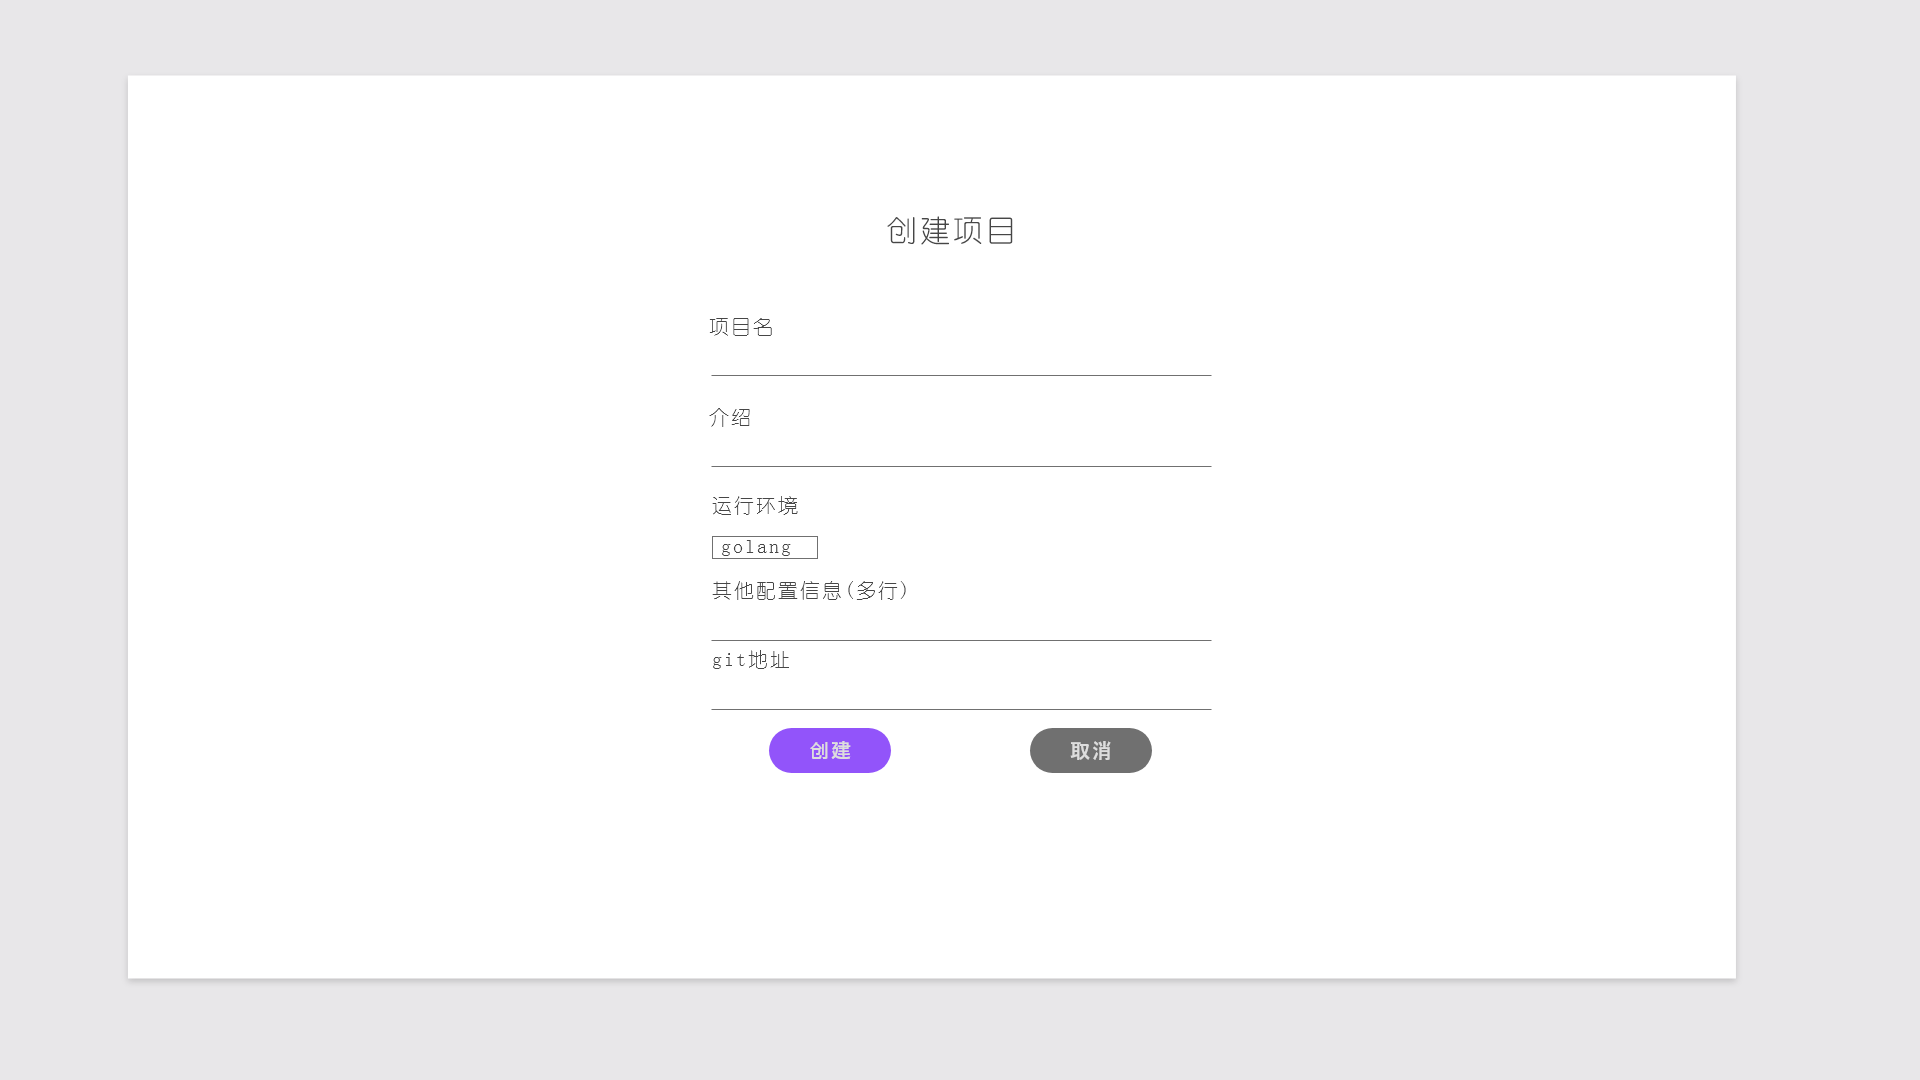 创建项目
项目名
介绍
运行环境
golang
其他配置信息(多行)
git地址
创建
取消